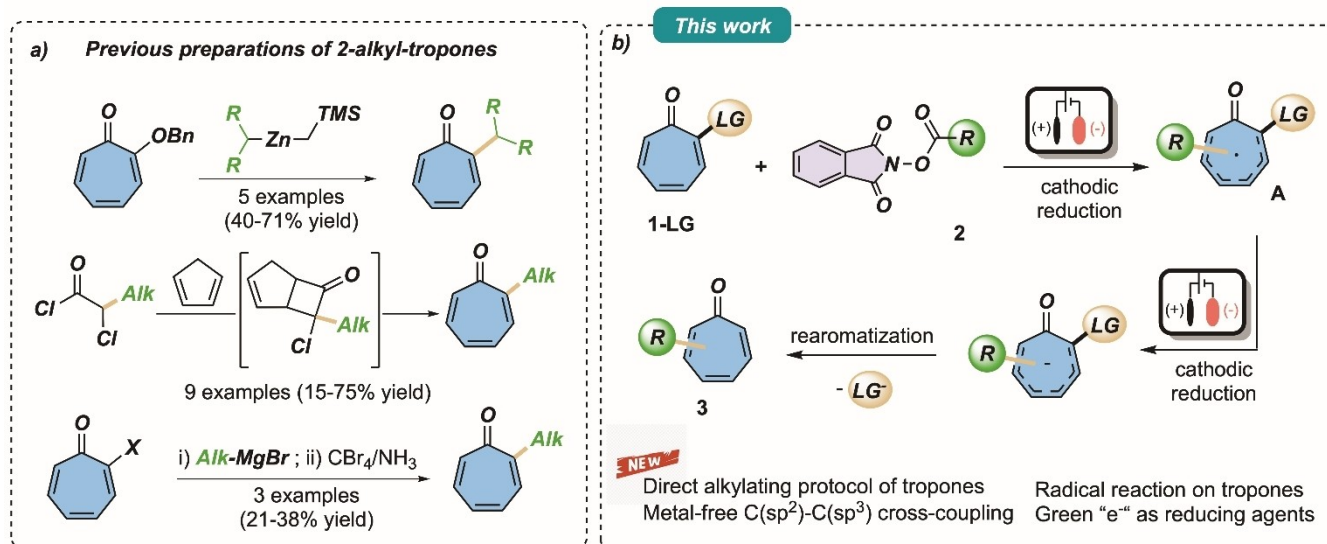 This work
a) Previous preparations of 2-alkyl-tropones
O
OBn
R
Zn
TMS
R
5 examples
(40-71% yield)
O
R
R
O
Cl
Alk
Cl
O
Alk
Cl
O
Alk
9 examples (15-75% yield)
O
X
i) Alk-MgBr ; ii) CBr4/NH3
3 examples
(21-38% yield)
O
Alk
b)
O
LG
1-LG
+
O
N-O
O
O
R
2
(+) (-)
cathodic
reduction
O
LG
R
A
(+) (-)
cathodic
reduction
O
LG
R
-
rearomatization
- LG-
O
R
3
NEW
Direct alkylating protocol of tropones
Metal-free C(sp2)-C(sp3) cross-coupling
Radical reaction on tropones
Green “e-“ as reducing agents